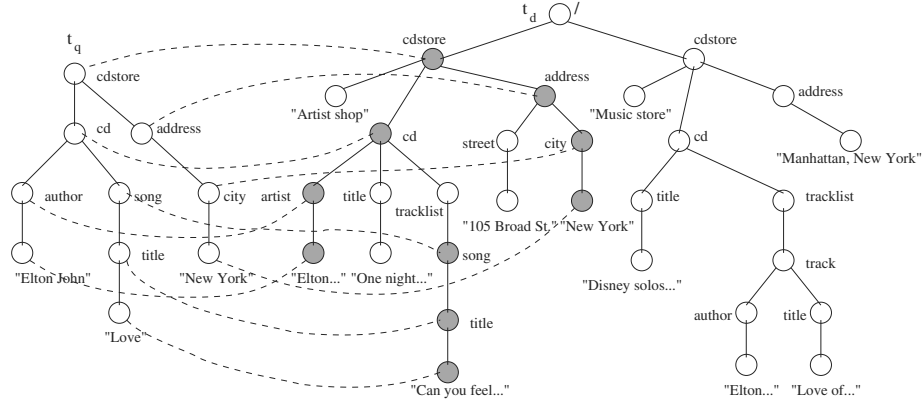 t_d /
t_q
cdstore
cdstore
cdstore
address
"Artist shop"
"Music store"
address
cd
address
cd
street
city
cd
"Manhattan, New York"
author
song
city
artist
title
tracklist
"105 Broad St."
"New York"
title
tracklist
"Elton John"
title
"New York"
"Elton..."
"One night..."
song
"Disney solos..."
track
"Love"
title
author
title
"Can you feel..."
"Elton..."
"Love of..."